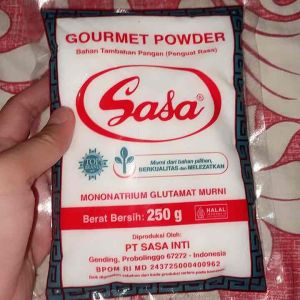 GOURMET POWDER
Bahan Tambahan Pangan (Penguat Rasa)
Sasa®
Murni dari bahan pilihan,
BERKUALITAS dan MELEZATKAN
MONONATRIUM GLUTAMAT MURNI
Berat Bersih: 250 g
HALAL
Diproduksi Oleh:
PT SASA INTI
Gending, Probolinggo 67272 - Indonesia
BPOM RI MD 243725000400962